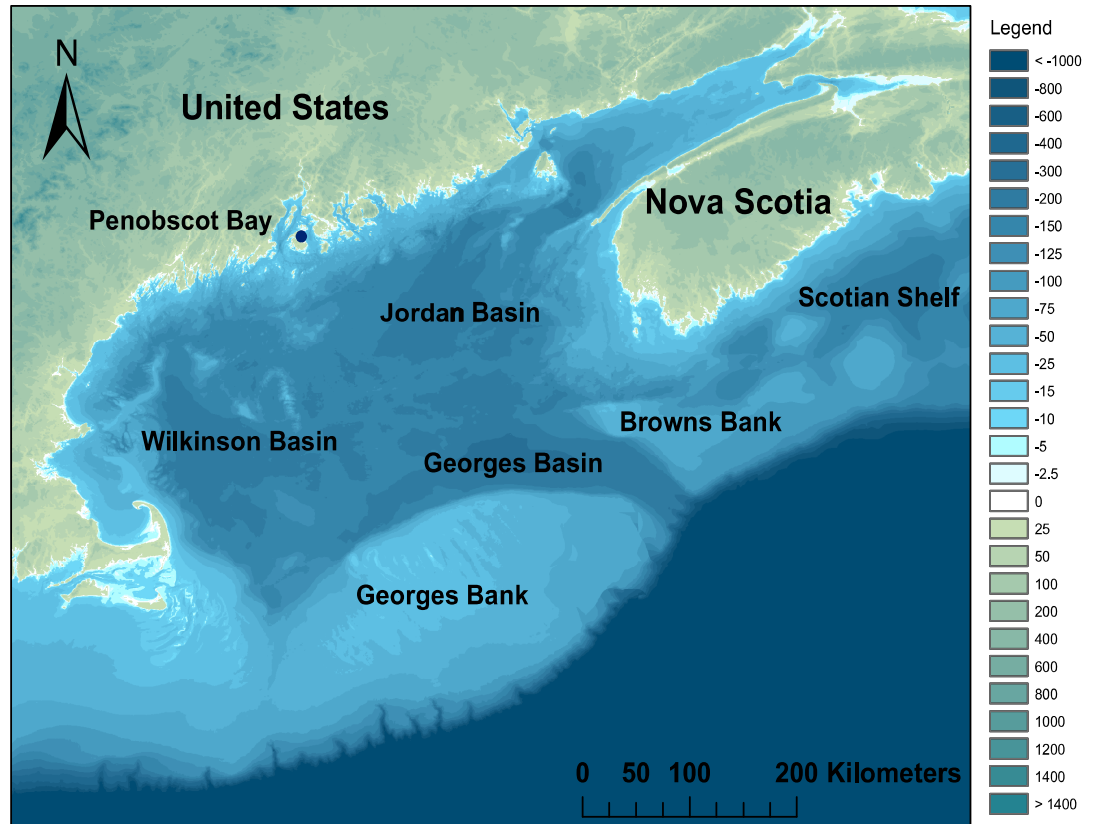 N
United States
Penobscot Bay
Nova Scotia
Scotian Shelf
Jordan Basin
Browns Bank
Wilkinson Basin
Georges Basin
Georges Bank
0 50 100 200 Kilometers
Legend
< -1000
-800
-600
-400
-300
-200
-150
-125
-100
-75
-50
-25
-15
-10
-5
-2.5
0
25
50
100
200
400
600
800
1000
1200
1400
> 1400